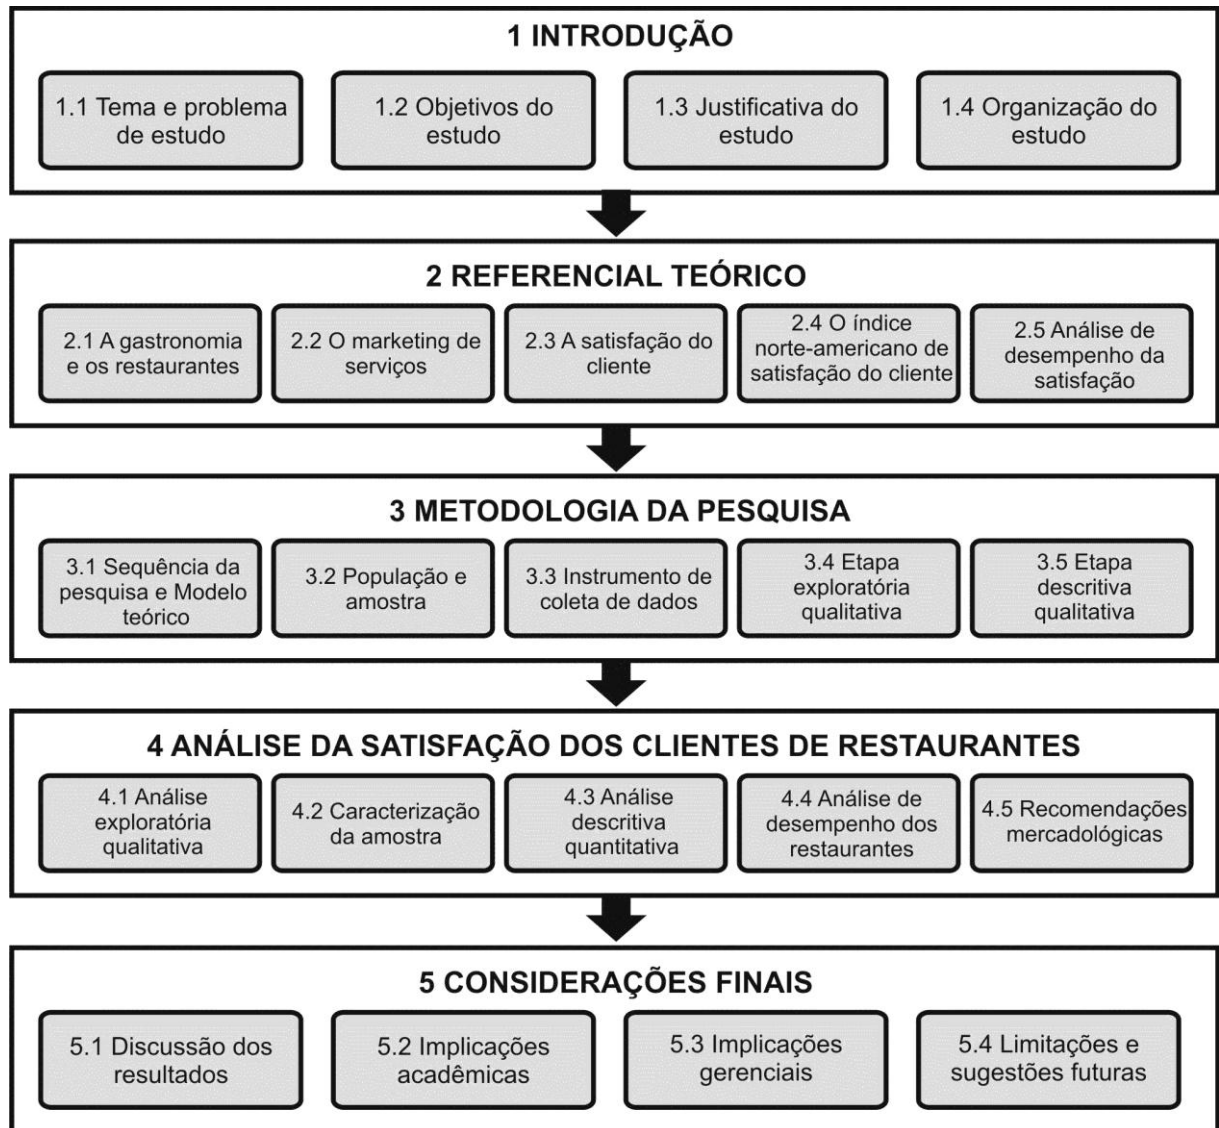 1 INTRODUÇÃO
1.1 Tema e problema
de estudo
1.2 Objetivos do
estudo
1.3 Justificativa do
estudo
1.4 Organização do
estudo
2 REFERENCIAL TEÓRICO
2.1 A gastronomia
e os restaurantes
2.2 O marketing de
serviços
2.3 A satisfação do
cliente
2.4 O índice
norte-americano de
satisfação do cliente
2.5 Análise de
desempenho da
satisfação
3 METODOLOGIA DA PESQUISA
3.1 Sequência da
pesquisa e Modelo
teórico
3.2 População e
amostra
3.3 Instrumento de
coleta de dados
3.4 Etapa
exploratória
qualitativa
3.5 Etapa
descritiva
qualitativa
4 ANÁLISE DA SATISFAÇÃO DOS CLIENTES DE RESTAURANTES
4.1 Análise
exploratória
qualitativa
4.2 Caracterização
da amostra
4.3 Análise
descritiva
quantitativa
4.4 Análise de
desempenho dos
restaurantes
4.5 Recomendações
mercadológicas
5 CONSIDERAÇÕES FINAIS
5.1 Discussão dos
resultados
5.2 Implicações
acadêmicas
5.3 Implicações
gerenciais
5.4 Limitações e
sugestões futuras